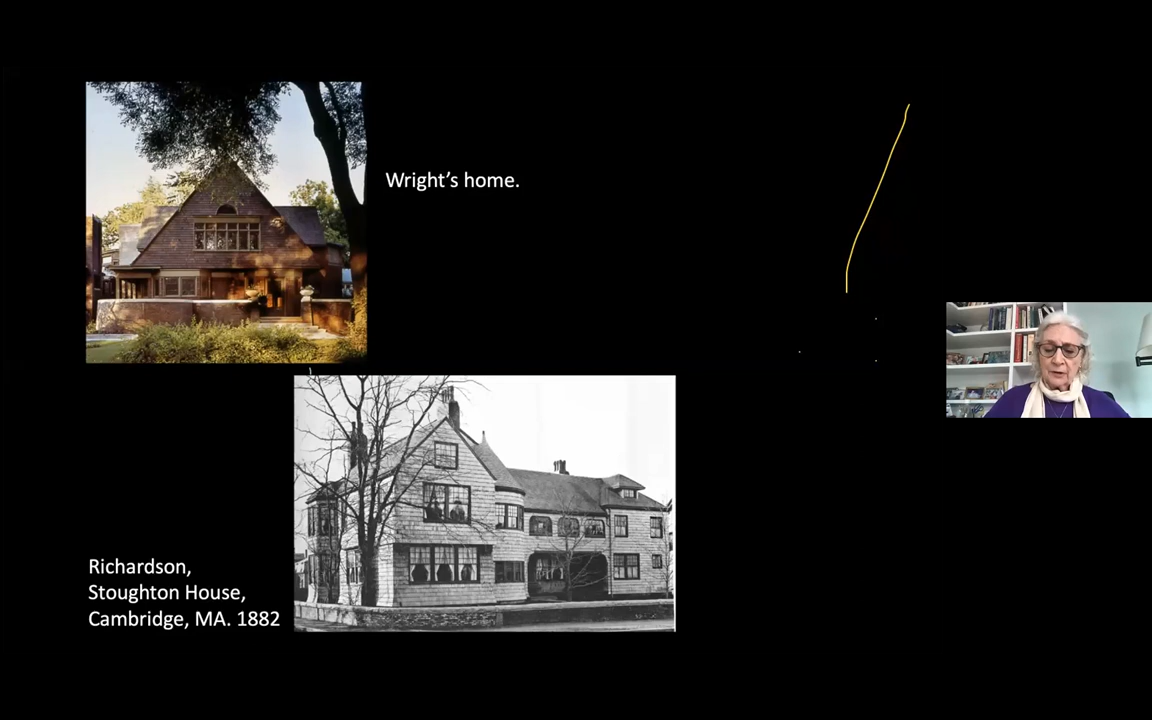 Wright’s home.
Richardson,
Stoughton House,
Cambridge, MA. 1882